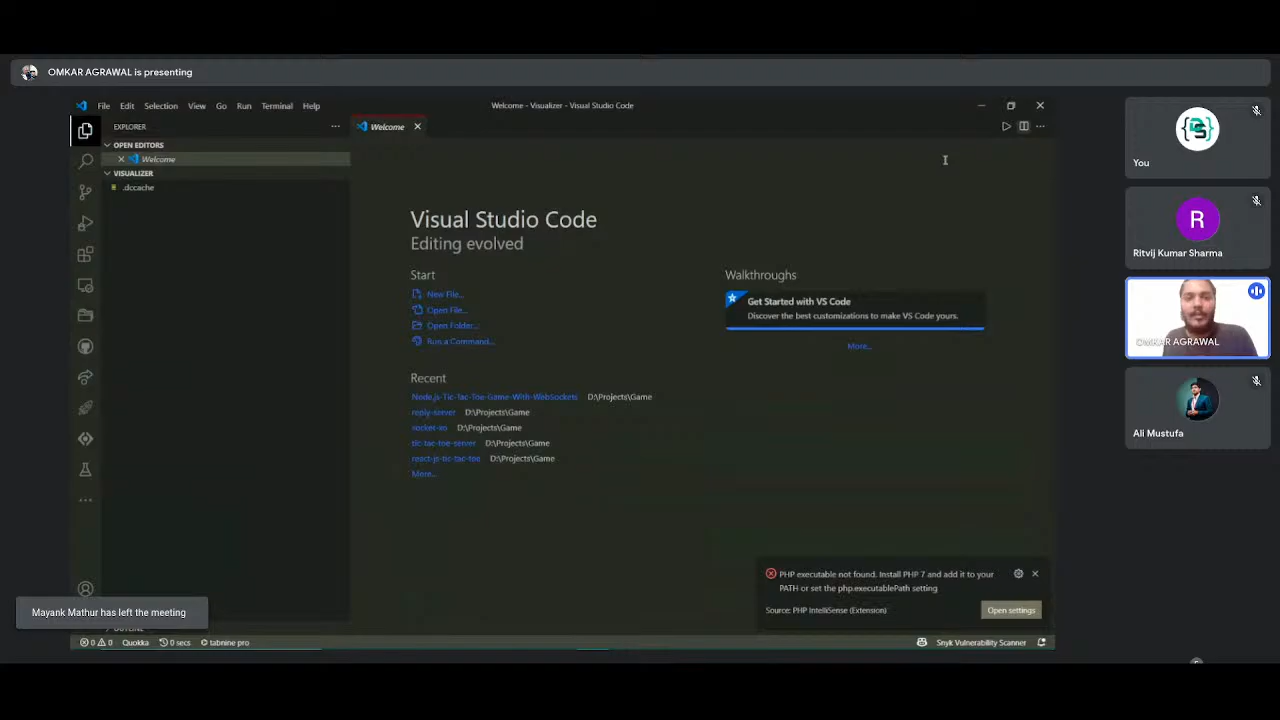 OMKAR AGRAWAL is presenting
File Edit Selection View Go Run Terminal Help
Welcome - Visualizer - Visual Studio Code
EXPLORER
Welcome
OPEN EDITORS
Welcome
VISUALIZER
.dccache
Visual Studio Code
Editing evolved
Start
New File...
Open File...
Open Folder...
Run a Command...
Walkthroughs
Get Started with VS Code
Discover the best customizations to make VS Code yours.
More...
Recent
Node.js-Tic-Tac-Toe-Game-With-WebSockets D:\Projects\Game
reply-server D:\Projects\Game
socket-xo D:\Projects\Game
tic-tac-toe-server D:\Projects\Game
react-js-tic-tac-toe D:\Projects\Game
More...
PHP executable not found. Install PHP 7 and add it to your
PATH or set the php.executablePath setting
Source: PHP IntelliSense (Extension)
Open settings
Mayank Mathur has left the meeting
0 0 Quokka 0 secs tabnine pro
Snyk Vulnerability Scanner
You
R
Ritvij Kumar Sharma
OMKAR AGRAWAL
Ali Mustufa